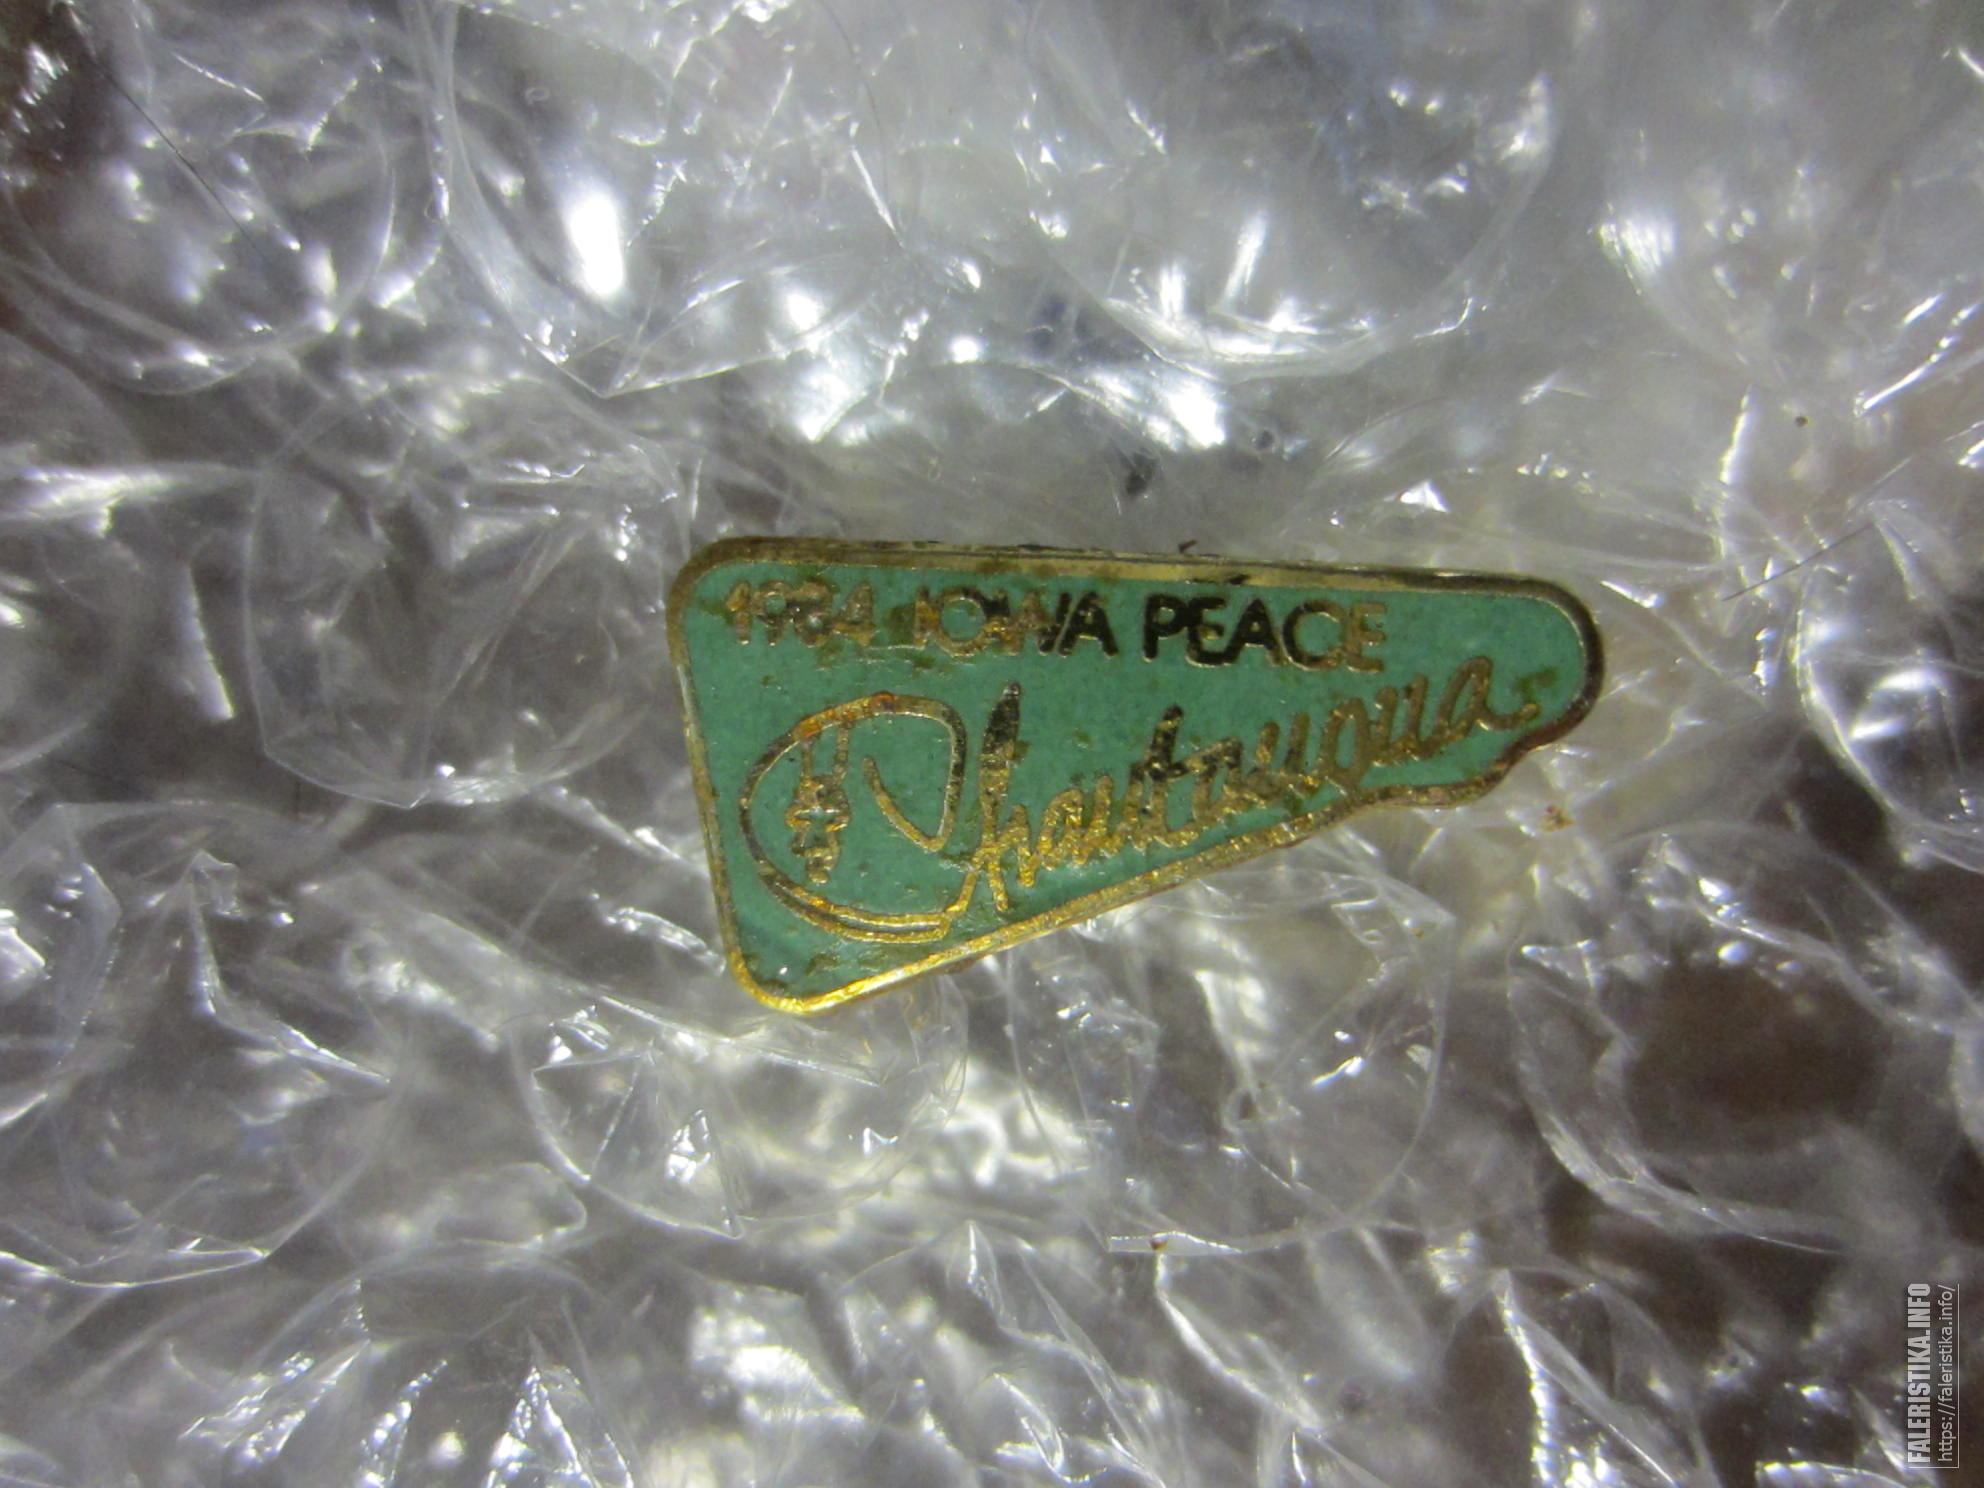 1984 IOWA PEACE
Chautauqua
FALERISTIKA.INFO
https://faleristika.info/